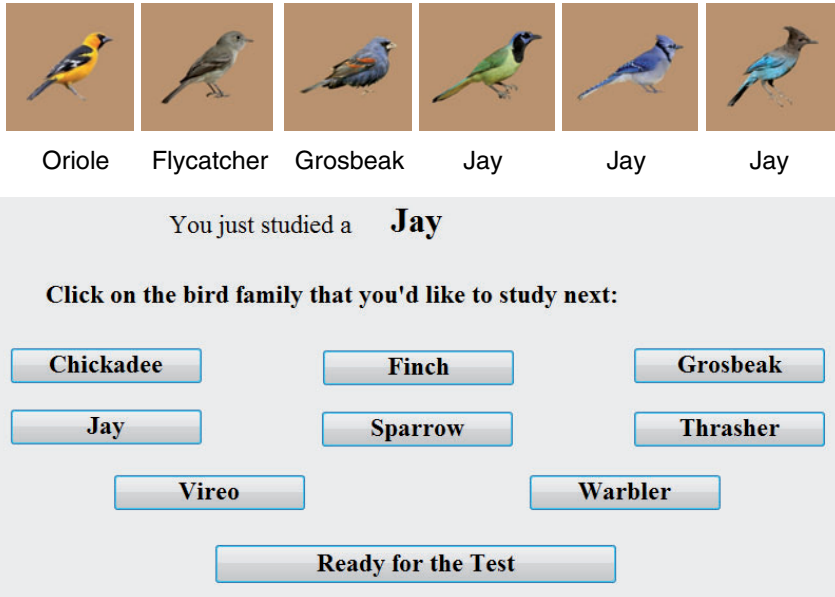 Oriole Flycatcher Grosbeak Jay Jay Jay
You just studied a Jay
Click on the bird family that you'd like to study next:
Chickadee Finch Grosbeak
Jay Sparrow Thrasher
Vireo Warbler
Ready for the Test